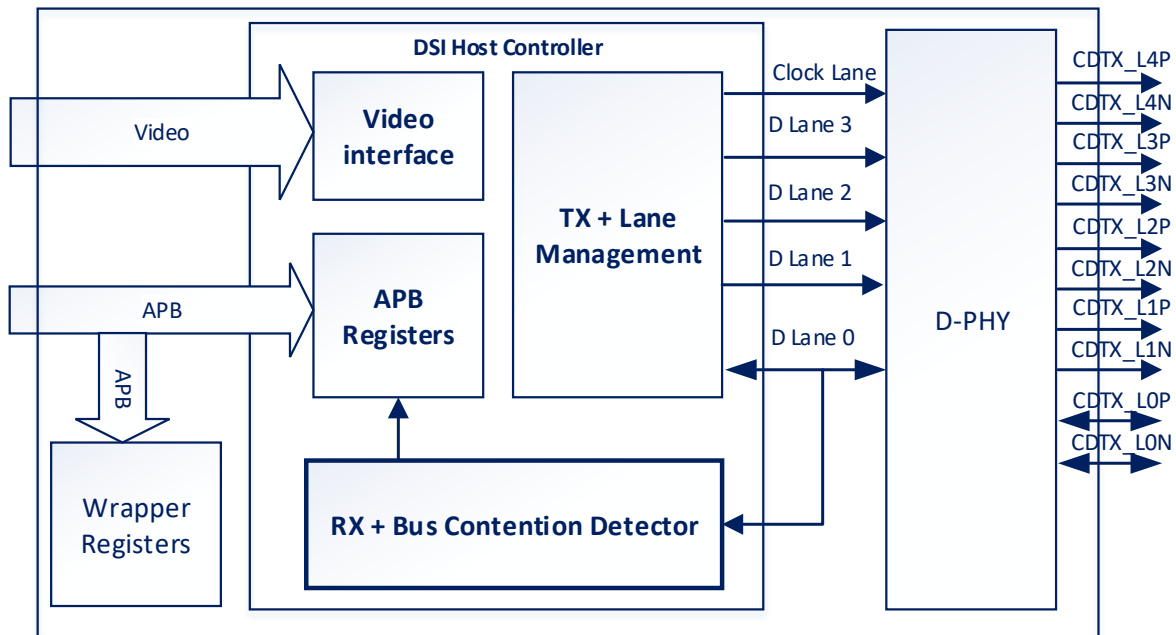 DSI Host Controller
Video
Video
interface
APB
APB
APB
Registers
Wrapper
Registers
TX + Lane
Management
RX + Bus Contention Detector
Clock Lane
D Lane 3
D Lane 2
D Lane 1
D Lane 0
D-PHY
CDTX_L4P
CDTX_L4N
CDTX_L3P
CDTX_L3N
CDTX_L2P
CDTX_L2N
CDTX_L1P
CDTX_L1N
CDTX_L0P
CDTX_L0N